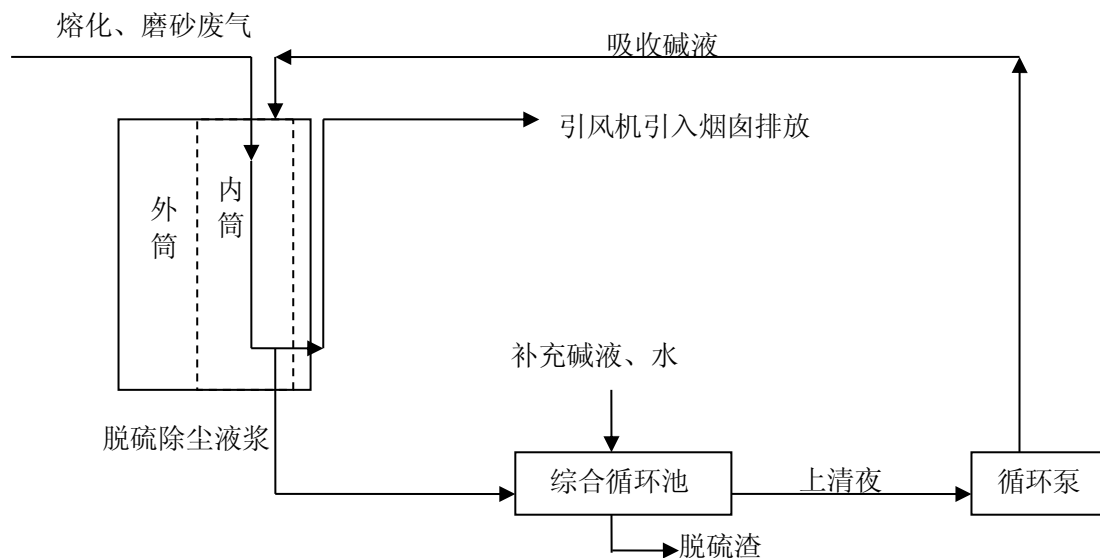 熔化、磨砂废气
吸收碱液
引风机引入烟囱排放
内筒
外筒
补充碱液、水
脱硫除尘液浆
综合循环池
上清夜
循环泵
脱硫渣